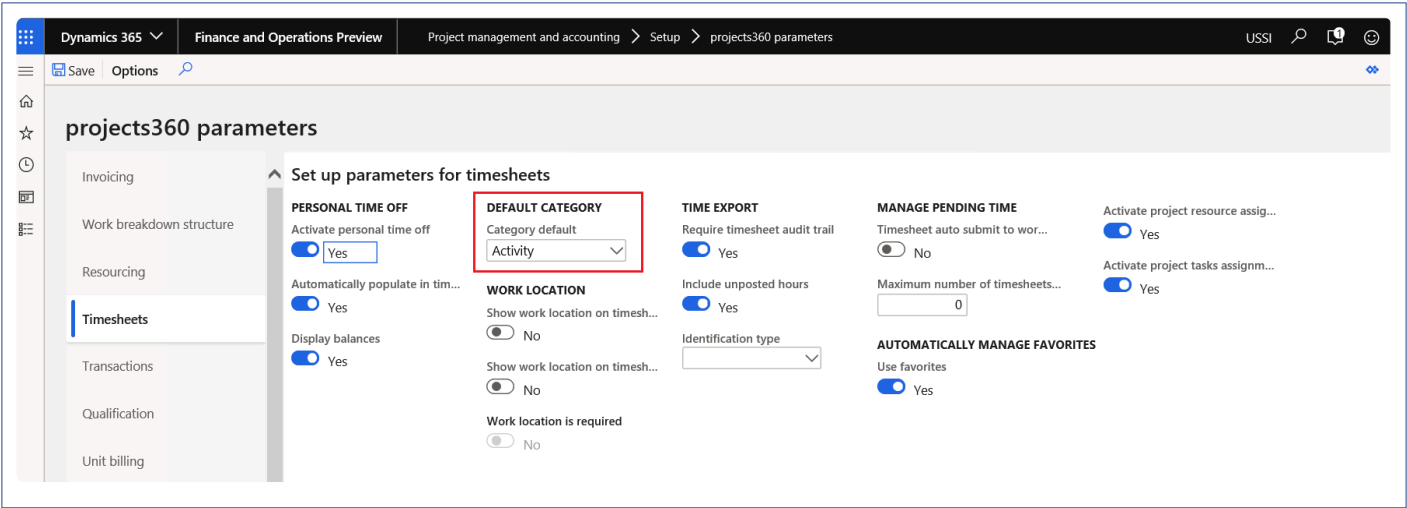 Dynamics 365
Finance and Operations Preview
Project management and accounting
Setup
projects360 parameters
USSI
1
Save
Options
projects360 parameters
Invoicing
Work breakdown structure
Resourcing
Timesheets
Transactions
Qualification
Unit billing
Set up parameters for timesheets
PERSONAL TIME OFF
Activate personal time off
Yes
Automatically populate in tim...
Yes
Display balances
Yes
DEFAULT CATEGORY
Category default
Activity
WORK LOCATION
Show work location on timesh...
No
Show work location on timesh...
No
Work location is required
No
TIME EXPORT
Require timesheet audit trail
Yes
Include unposted hours
Yes
Identification type
MANAGE PENDING TIME
Timesheet auto submit to wor...
No
Maximum number of timesheets...
0
AUTOMATICALLY MANAGE FAVORITES
Use favorites
Yes
Activate project resource assig...
Yes
Activate project tasks assignm...
Yes